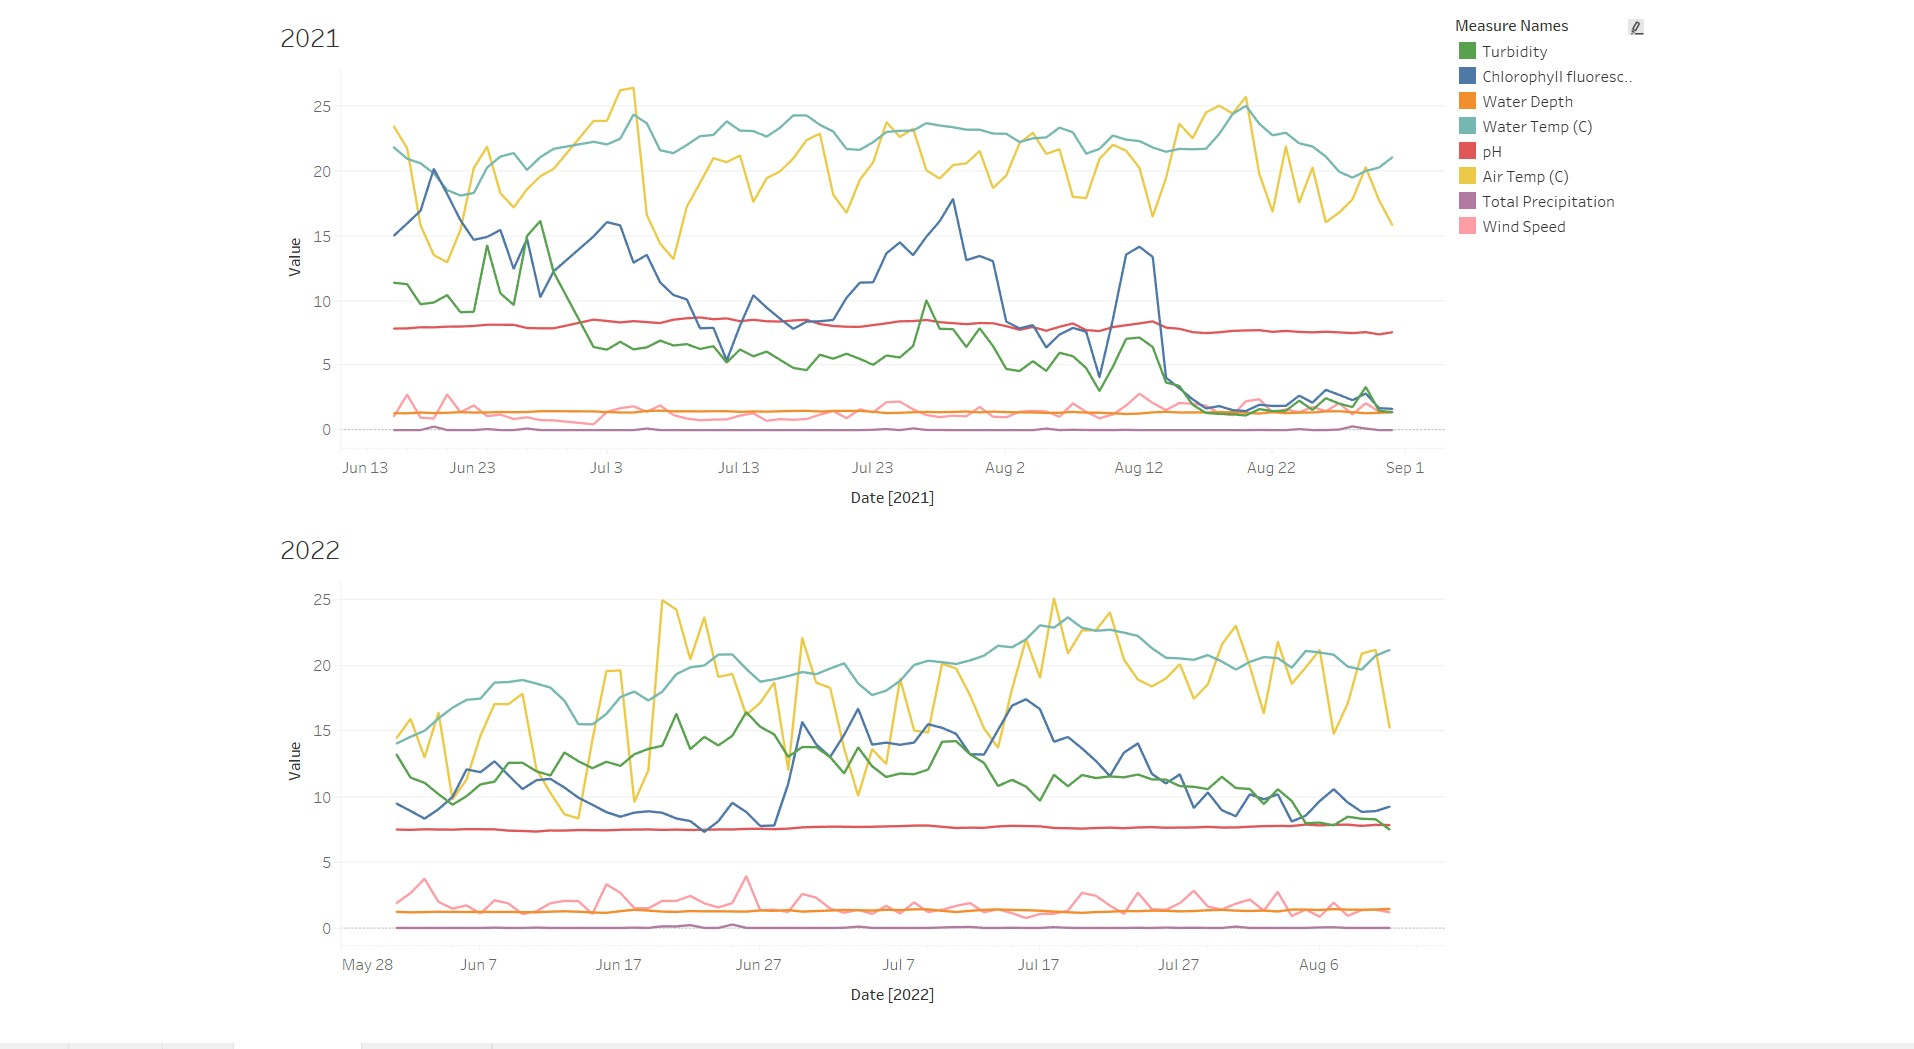 2021
Measure Names
Turbidity
Chlorophyll fluoresc..
Water Depth
Water Temp (C)
pH
Air Temp (C)
Total Precipitation
Wind Speed
25
20
15
10
5
0
Value
Jun 13 Jun 23 Jul 3 Jul 13 Jul 23 Aug 2 Aug 12 Aug 22 Sep 1
Date [2021]
2022
25
20
15
10
5
0
Value
May 28 Jun 7 Jun 17 Jun 27 Jul 7 Jul 17 Jul 27 Aug 6
Date [2022]